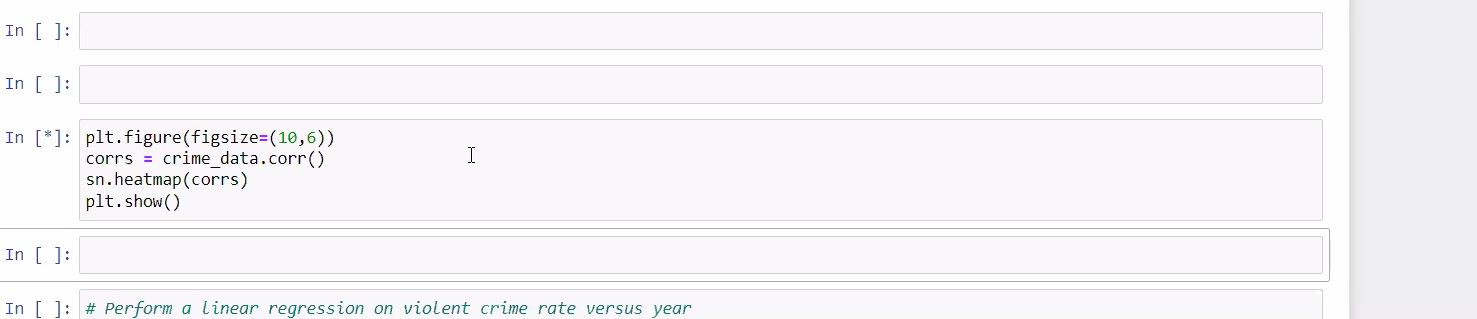 In [ ]:
In [ ]:
In [*]: plt.figure(figsize=(10,6))
corrs = crime_data.corr()
sn.heatmap(corrs)
plt.show()
In [ ]:
In [ ]: # Perform a linear regression on violent crime rate versus year